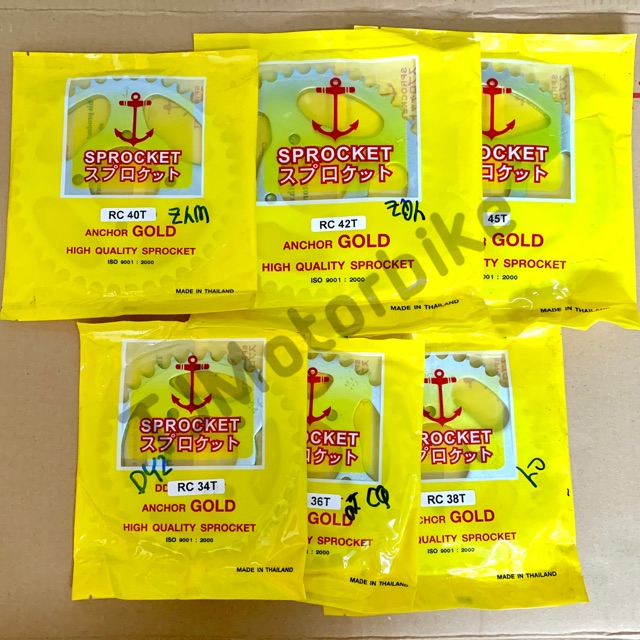 SPROCKET
スプロケット
RC 40T
ANCHOR GOLD
HIGH QUALITY SPROCKET
ISO 9001 : 2000
MADE IN THAILAND
SPROCKET
スプロケット
RC 42T
ANCHOR GOLD
HIGH QUALITY SPROCKET
ISO 9001 : 2000
MADE IN THAILAND
SPROCKET
スプロケット
45T
GOLD
QUALITY SPROCKET
ISO 9001 : 2000
MADE IN THAILAND
SPROCKET
スプロケット
DD
RC 34T
ANCHOR GOLD
HIGH QUALITY SPROCKET
ISO 9001 : 2000
MADE IN THAILAND
SPROCKET
36T
GOLD
QUALITY SPROCKET
ISO 9001 : 2000
MADE IN THAILAND
SPROCKET
RC 38T
ANCHOR GOLD
QUALITY SPROCKET
ISO 9001 : 2000
MADE IN THAILAND
T.Motorbike